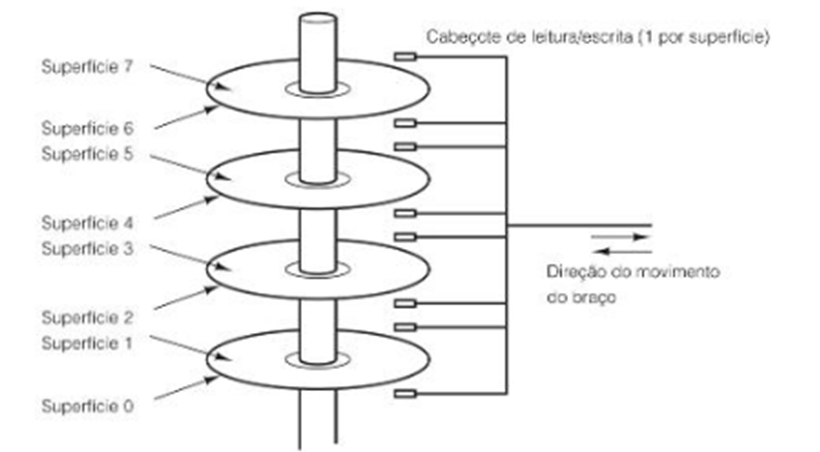 Cabeçote de leitura/escrita (1 por superfície)
Superfície 7
Superfície 6
Superfície 5
Superfície 4
Superfície 3
Direção do movimento
do braço
Superfície 2
Superfície 1
Superfície 0